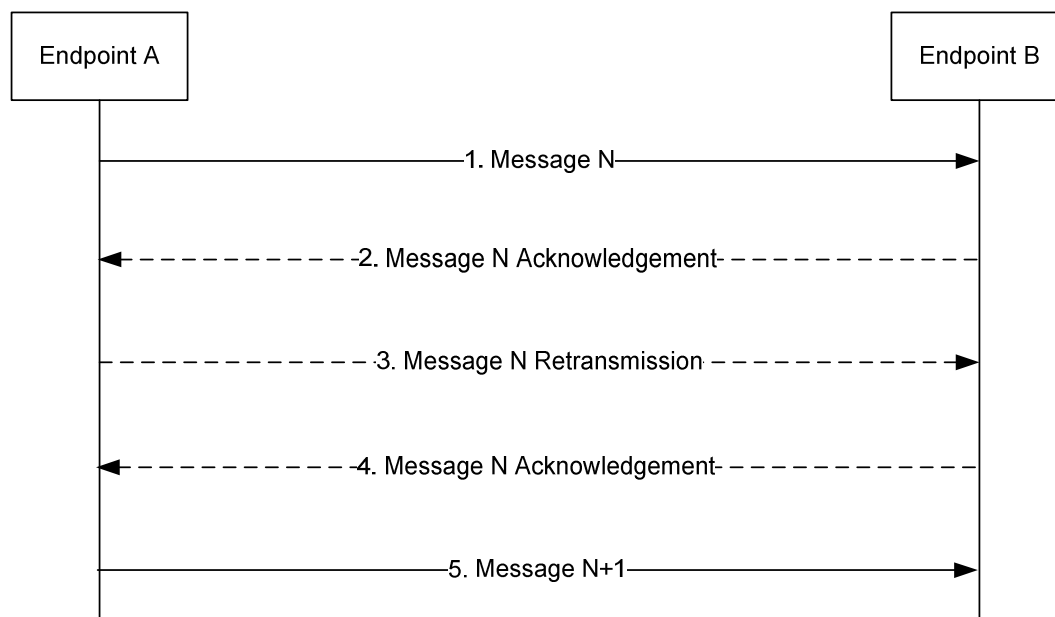 Endpoint A
Endpoint B
1. Message N
2. Message N Acknowledgement
3. Message N Retransmission
4. Message N Acknowledgement
5. Message N+1